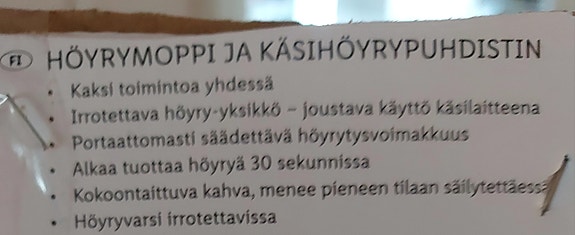 FI HÖYRYMOPPI JA KÄSIHÖYRYPUHDISTIN
• Kaksi toimintoa yhdessä
• Irrotettava höyry-yksikkö – joustava käyttö käsilaitteena
• Portaattomasti säädettävä höyrytysvoimakkuus
• Alkaa tuottaa höyryä 30 sekunnissa
• Kokoontaittuva kahva, menee pieneen tilaan säilytettäessä
• Höyryvarsi irrotettavissa